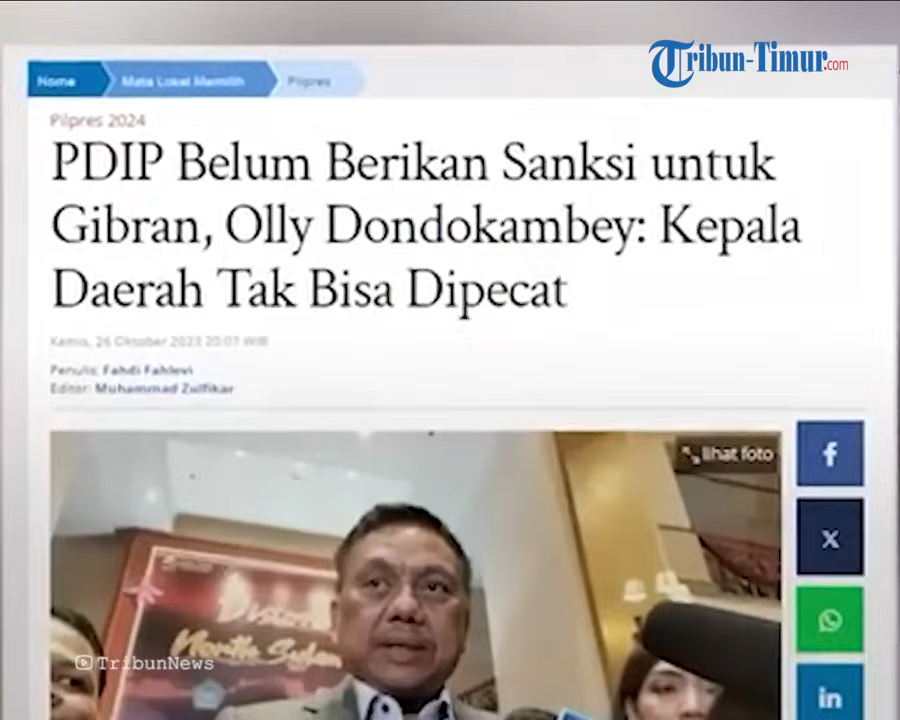 Tribun-Timur.com
Home
Mata Lokal Memilih
Pilpres
Pilpres 2024
PDIP Belum Berikan Sanksi untuk
Gibran, Olly Dondokambey: Kepala
Daerah Tak Bisa Dipecat
Kamis, 26 Oktober 2023 20:07 WIB
Penulis: Fahdi Fahlevi
Editor: Muhammad Zulfikar
lihat foto
f
X
in
TribunNews